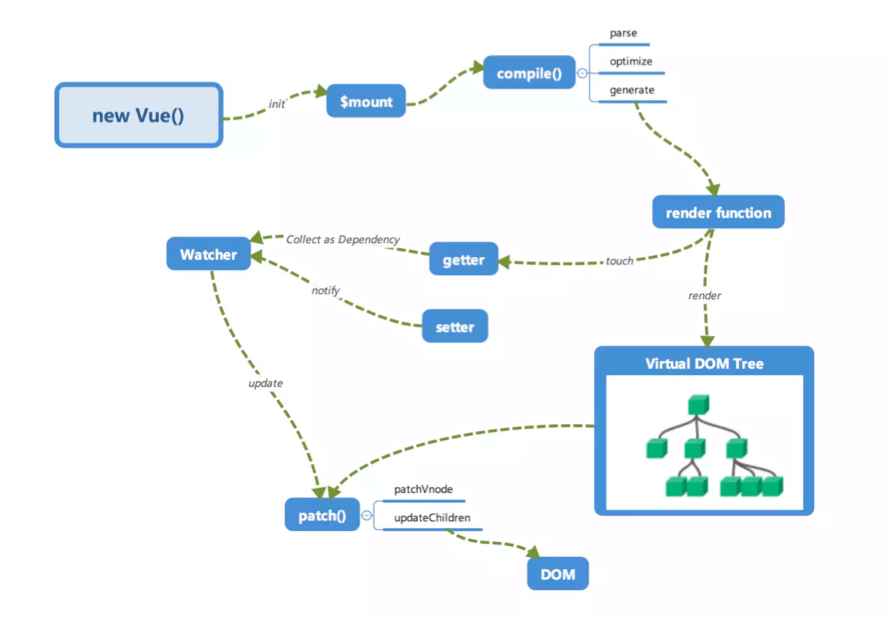 parse
compile()
optimize
generate
new Vue()
init
$mount
render function
Collect as Dependency
Watcher
getter
touch
notify
setter
render
Virtual DOM Tree
update
patchVnode
patch()
updateChildren
DOM